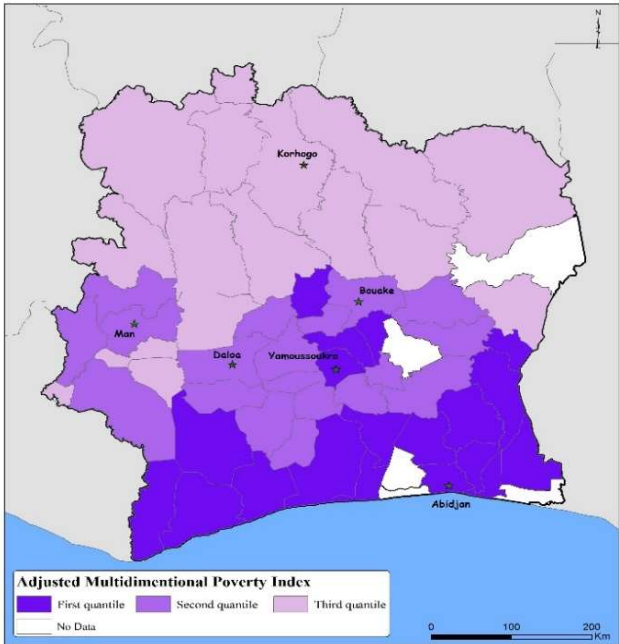 N
Korhogo
Bouake
Man
Daloa
Yamoussoukro
Abidjan
Adjusted Multidimentional Poverty Index
First quantile Second quantile Third quantile
No Data
0 100 200
Km